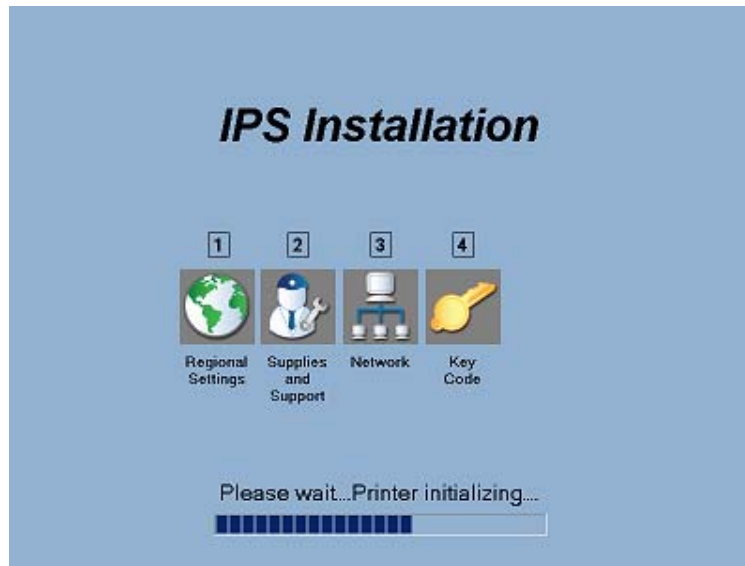 IPS Installation
1 2 3 4
Regional Supplies Network Key
Settings and Code
Support
Please wait...Printer initializing....